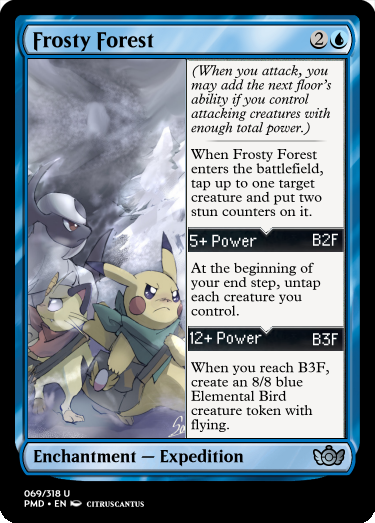 Frosty Forest 2
(When you attack, you
may add the next floor's
ability if you control
attacking creatures with
enough total power.)
When Frosty Forest
enters the battlefield,
tap up to one target
creature and put two
stun counters on it.
5+ Power B2F
At the beginning of
your end step, untap
each creature you
control.
12+ Power B3F
When you reach B3F,
create an 8/8 blue
Elemental Bird
creature token with
flying.
Enchantment — Expedition
069/318 U
PMD • EN CITRUSCANTUS